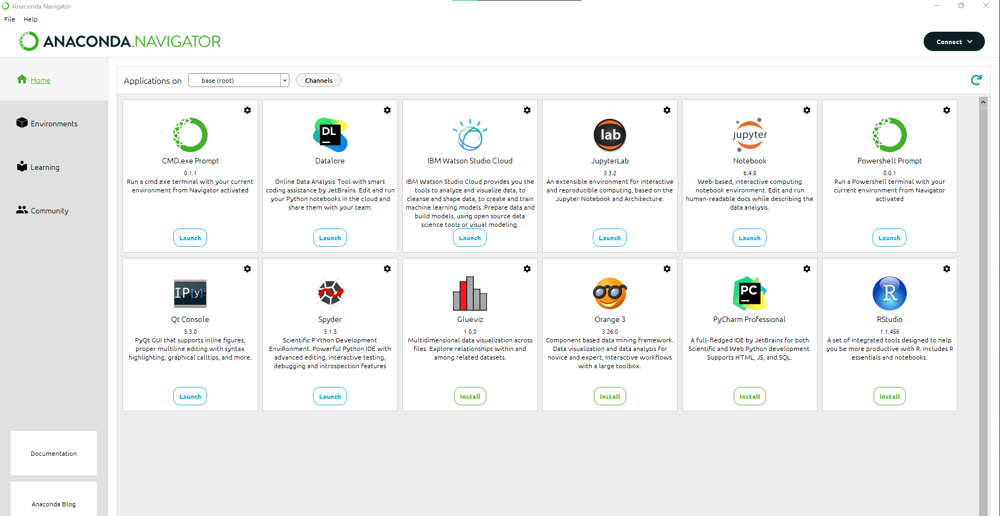 Anaconda Navigator
File Help
ANACONDA.NAVIGATOR
Connect
Home
Environments
Learning
Community
Documentation
Anaconda Blog
Applications on base (root) Channels
CMD.exe Prompt
0.1.1
Run a cmd.exe terminal with your current
environment from Navigator activated
Launch
DL
Datalore
Online Data Analysis Tool with smart
coding assistance by JetBrains. Edit and run
your Python notebooks in the cloud and
share them with your team.
Launch
IBM Watson Studio Cloud
IBM Watson Studio Cloud provides you the
tools to analyze and visualize data, to
cleanse and shape data, to create and train
machine learning models. Prepare data and
build models, using open source data
science tools or visual modeling.
Launch
lab
JupyterLab
3.3.2
An extensible environment for interactive
and reproducible computing, based on the
Jupyter Notebook and Architecture.
Launch
jupyter
Notebook
6.4.8
Web-based, interactive computing
notebook environment. Edit and run
human-readable docs while describing the
data analysis.
Launch
Powershell Prompt
0.0.1
Run a Powershell terminal with your
current environment from Navigator
activated
Launch
IP[y]:
Qt Console
5.3.0
PyQt GUI that supports inline figures,
proper multiline editing with syntax
highlighting, graphical calltips, and more.
Launch
Spyder
5.1.5
Scientific PYthon Development
EnviRonment. Powerful Python IDE with
advanced editing, interactive testing,
debugging and introspection features
Launch
Glueviz
1.0.0
Multidimensional data visualization across
files. Explore relationships within and
among related datasets.
Install
Orange 3
3.26.0
Component based data mining framework.
Data visualization and data analysis for
novice and expert. Interactive workflows
with a large toolbox.
Install
PC
PyCharm Professional
A full-fledged IDE by JetBrains for both
Scientific and Web Python development.
Supports HTML, JS, and SQL.
Install
R
RStudio
1.1.456
A set of integrated tools designed to help
you be more productive with R. Includes R
essentials and notebooks.
Install